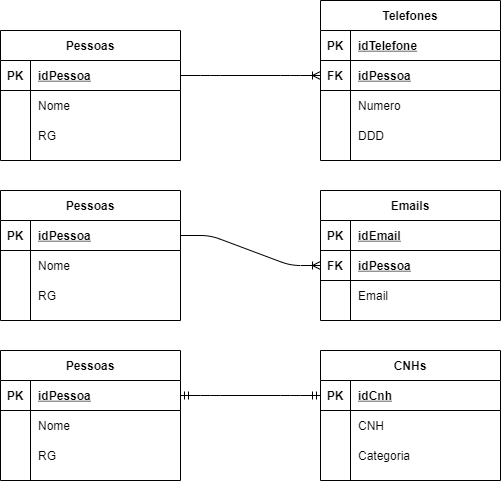 Pessoas
PK idPessoa
Nome
RG
Telefones
PK idTelefone
FK idPessoa
Numero
DDD
Pessoas
PK idPessoa
Nome
RG
Emails
PK idEmail
FK idPessoa
Email
Pessoas
PK idPessoa
Nome
RG
CNHs
PK idCnh
CNH
Categoria